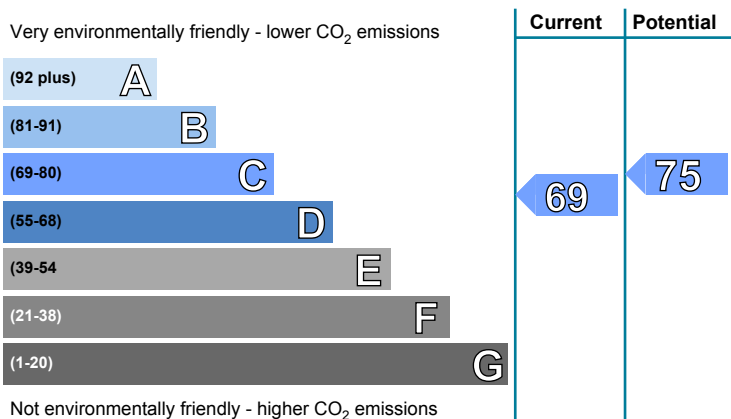 Very environmentally friendly - lower CO₂ emissions
Current
Potential
(92 plus) A
(81-91) B
(69-80) C
(55-68) D
(39-54 E
(21-38) F
(1-20) G
69
75
Not environmentally friendly - higher CO₂ emissions